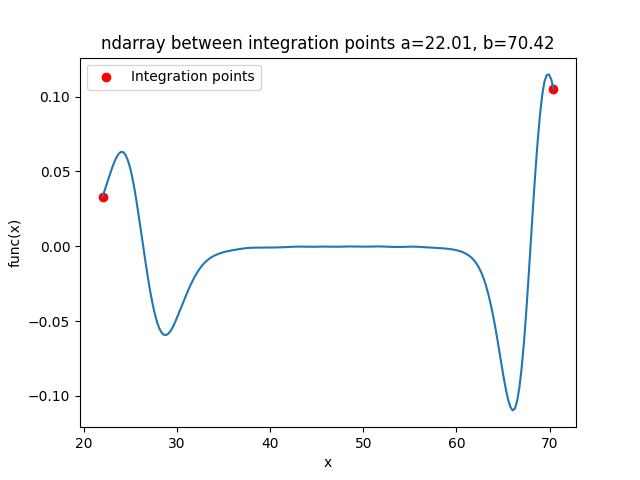 ndarray between integration points a=22.01, b=70.42
Integration points
0.10
0.05
0.00
−0.05
−0.10
func(x)
20 30 40 50 60 70
x